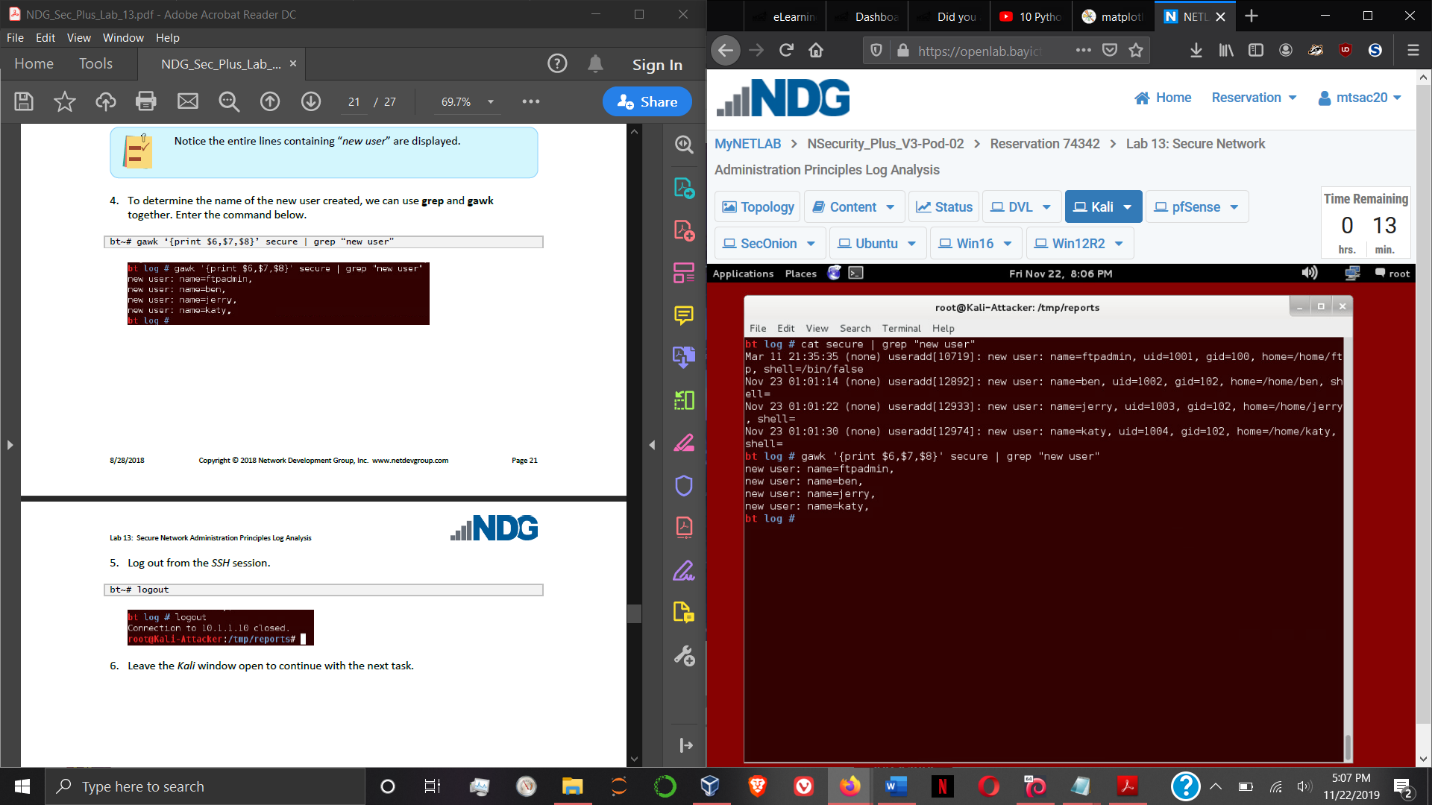 NDG_Sec_Plus_Lab_13.pdf - Adobe Acrobat Reader DC
File Edit View Window Help
Home Tools NDG_Sec_Plus_Lab_... × Sign In
21 / 27 69.7% Share
Notice the entire lines containing "new user" are displayed.
4. To determine the name of the new user created, we can use grep and gawk
together. Enter the command below.
bt~# gawk '{print $6,$7,$8}' secure | grep "new user"
bt log # gawk '{print $6,$7,$8}' secure | grep "new user"
new user: name=ftpadmin,
new user: name=ben,
new user: name=jerry,
new user: name=katy,
bt log #
8/28/2018 Copyright © 2018 Network Development Group, Inc. www.netdevgroup.com Page 21
Lab 13: Secure Network Administration Principles Log Analysis
NDG
5. Log out from the SSH session.
bt~# logout
bt log # logout
Connection to 10.1.1.10 closed.
root@Kali-Attacker:/tmp/reports#
6. Leave the Kali window open to continue with the next task.
eLearnin Dashboa Did you 10 Pytho matplotl NETL
https://openlab.bayic
NDG
Home Reservation mtsac20
MyNETLAB > NSecurity_Plus_V3-Pod-02 > Reservation 74342 > Lab 13: Secure Network
Administration Principles Log Analysis
Topology Content Status DVL Kali pfSense
SecOnion Ubuntu Win16 Win12R2
Time Remaining
0 13
hrs. min.
Applications Places Fri Nov 22, 8:06 PM root
root@Kali-Attacker: /tmp/reports
File Edit View Search Terminal Help
bt log # cat secure | grep "new user"
Mar 11 21:35:35 (none) useradd[10719]: new user: name=ftpadmin, uid=1001, gid=100, home=/home/ft
p, shell=/bin/false
Nov 23 01:01:14 (none) useradd[12892]: new user: name=ben, uid=1002, gid=102, home=/home/ben, sh
ell=
Nov 23 01:01:22 (none) useradd[12933]: new user: name=jerry, uid=1003, gid=102, home=/home/jerry
, shell=
Nov 23 01:01:30 (none) useradd[12974]: new user: name=katy, uid=1004, gid=102, home=/home/katy,
shell=
bt log # gawk '{print $6,$7,$8}' secure | grep "new user"
new user: name=ftpadmin,
new user: name=ben,
new user: name=jerry,
new user: name=katy,
bt log #
Type here to search
5:07 PM
11/22/2019
2